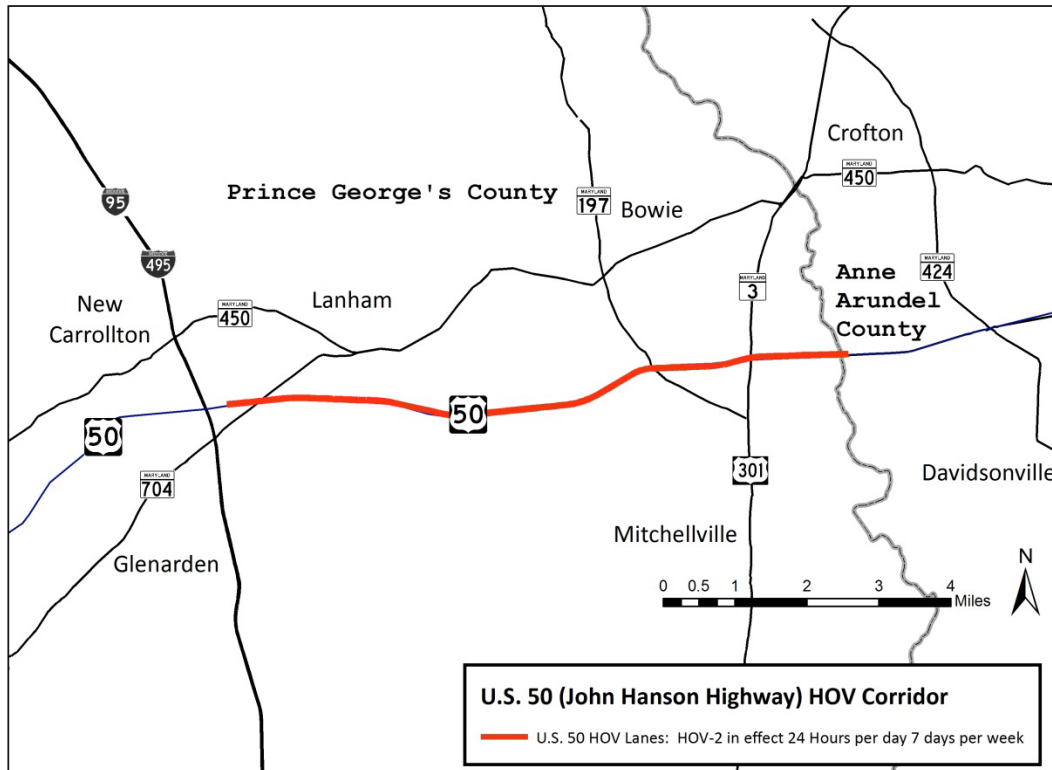 Crofton
MARYLAND
450
Prince George's County
MARYLAND
197
Bowie
INTERSTATE
95
INTERSTATE
495
Anne
Arundel
County
MARYLAND
424
MARYLAND
3
New
Carrollton
MARYLAND
450
Lanham
50
50
MARYLAND
704
301
Davidsonville
Glenarden
Mitchellville
N
0 0.5 1 2 3 4
Miles
U.S. 50 (John Hanson Highway) HOV Corridor
U.S. 50 HOV Lanes: HOV-2 in effect 24 Hours per day 7 days per week